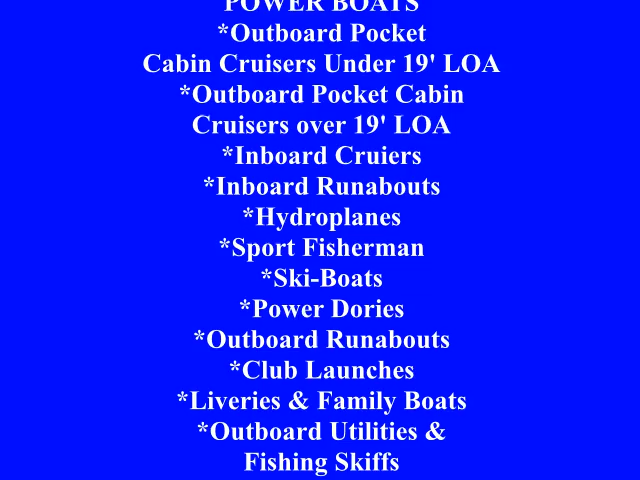 POWER BOATS
*Outboard Pocket
Cabin Cruisers Under 19' LOA
*Outboard Pocket Cabin
Cruisers over 19' LOA
*Inboard Cruiers
*Inboard Runabouts
*Hydroplanes
*Sport Fisherman
*Ski-Boats
*Power Dories
*Outboard Runabouts
*Club Launches
*Liveries & Family Boats
*Outboard Utilities &
Fishing Skiffs